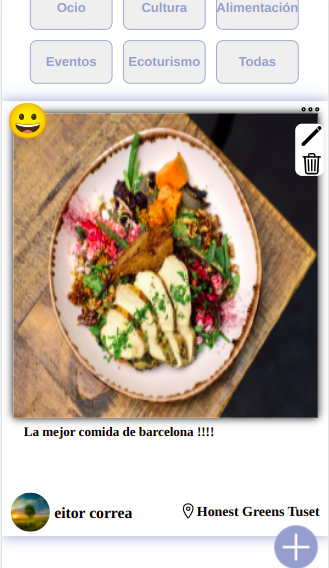 Ocio Cultura Alimentación
Eventos Ecoturismo Todas
La mejor comida de barcelona !!!!
eitor correa Honest Greens Tuset